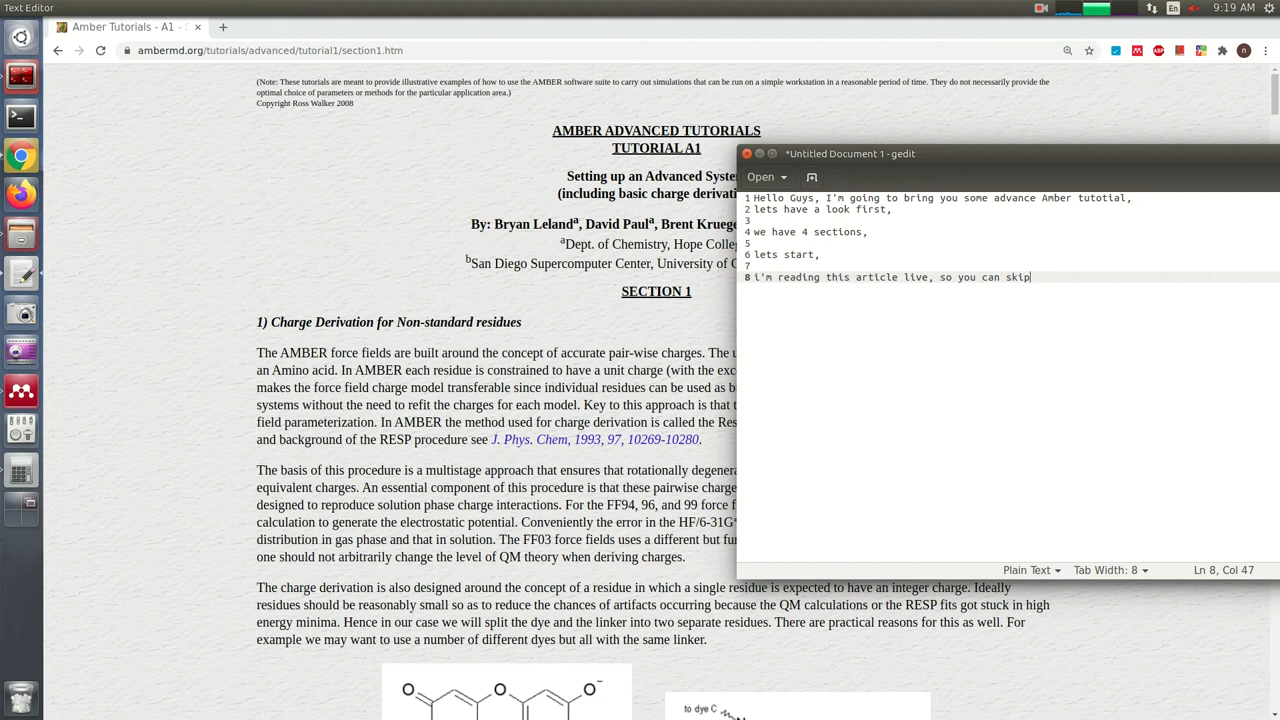 Text Editor
En
9:19 AM
Amber Tutorials - A1 -
ambermd.org/tutorials/advanced/tutorial1/section1.htm
ABP
n
(Note: These tutorials are meant to provide illustrative examples of how to use the AMBER software suite to carry out simulations that can be run on a simple workstation in a reasonable period of time. They do not necessarily provide the
optimal choice of parameters or methods for the particular application area.)
Copyright Ross Walker 2008
AMBER ADVANCED TUTORIALS
TUTORIAL A1
Setting up an Advanced Syste
(including basic charge derivati
By: Bryan Lelandᵃ, David Paulᵃ, Brent Kruege
ᵃDept. of Chemistry, Hope Colleg
ᵇSan Diego Supercomputer Center, University of C
SECTION 1
1) Charge Derivation for Non-standard residues
The AMBER force fields are built around the concept of accurate pair-wise charges. The u
an Amino acid. In AMBER each residue is constrained to have a unit charge (with the exce
makes the force field charge model transferable since individual residues can be used as b
systems without the need to refit the charges for each model. Key to this approach is that t
field parameterization. In AMBER the method used for charge derivation is called the Res
and background of the RESP procedure see J. Phys. Chem, 1993, 97, 10269-10280.
The basis of this procedure is a multistage approach that ensures that rotationally degenera
equivalent charges. An essential component of this procedure is that these pairwise charge
designed to reproduce solution phase charge interactions. For the FF94, 96, and 99 force f
calculation to generate the electrostatic potential. Conveniently the error in the HF/6-31G*
distribution in gas phase and that in solution. The FF03 force fields uses a different but fur
one should not arbitrarily change the level of QM theory when deriving charges.
The charge derivation is also designed around the concept of a residue in which a single residue is expected to have an integer charge. Ideally
residues should be reasonably small so as to reduce the chances of artifacts occurring because the QM calculations or the RESP fits got stuck in high
energy minima. Hence in our case we will split the dye and the linker into two separate residues. There are practical reasons for this as well. For
example we may want to use a number of different dyes but all with the same linker.
O O O⁻
to dye C
N
*Untitled Document 1 - gedit
Open
1 Hello Guys, I'm going to bring you some advance Amber tutotial,
2 lets have a look first,
3
4 we have 4 sections,
5
6 lets start,
7
8 i'm reading this article live, so you can skip
Plain Text Tab Width: 8 Ln 8, Col 47